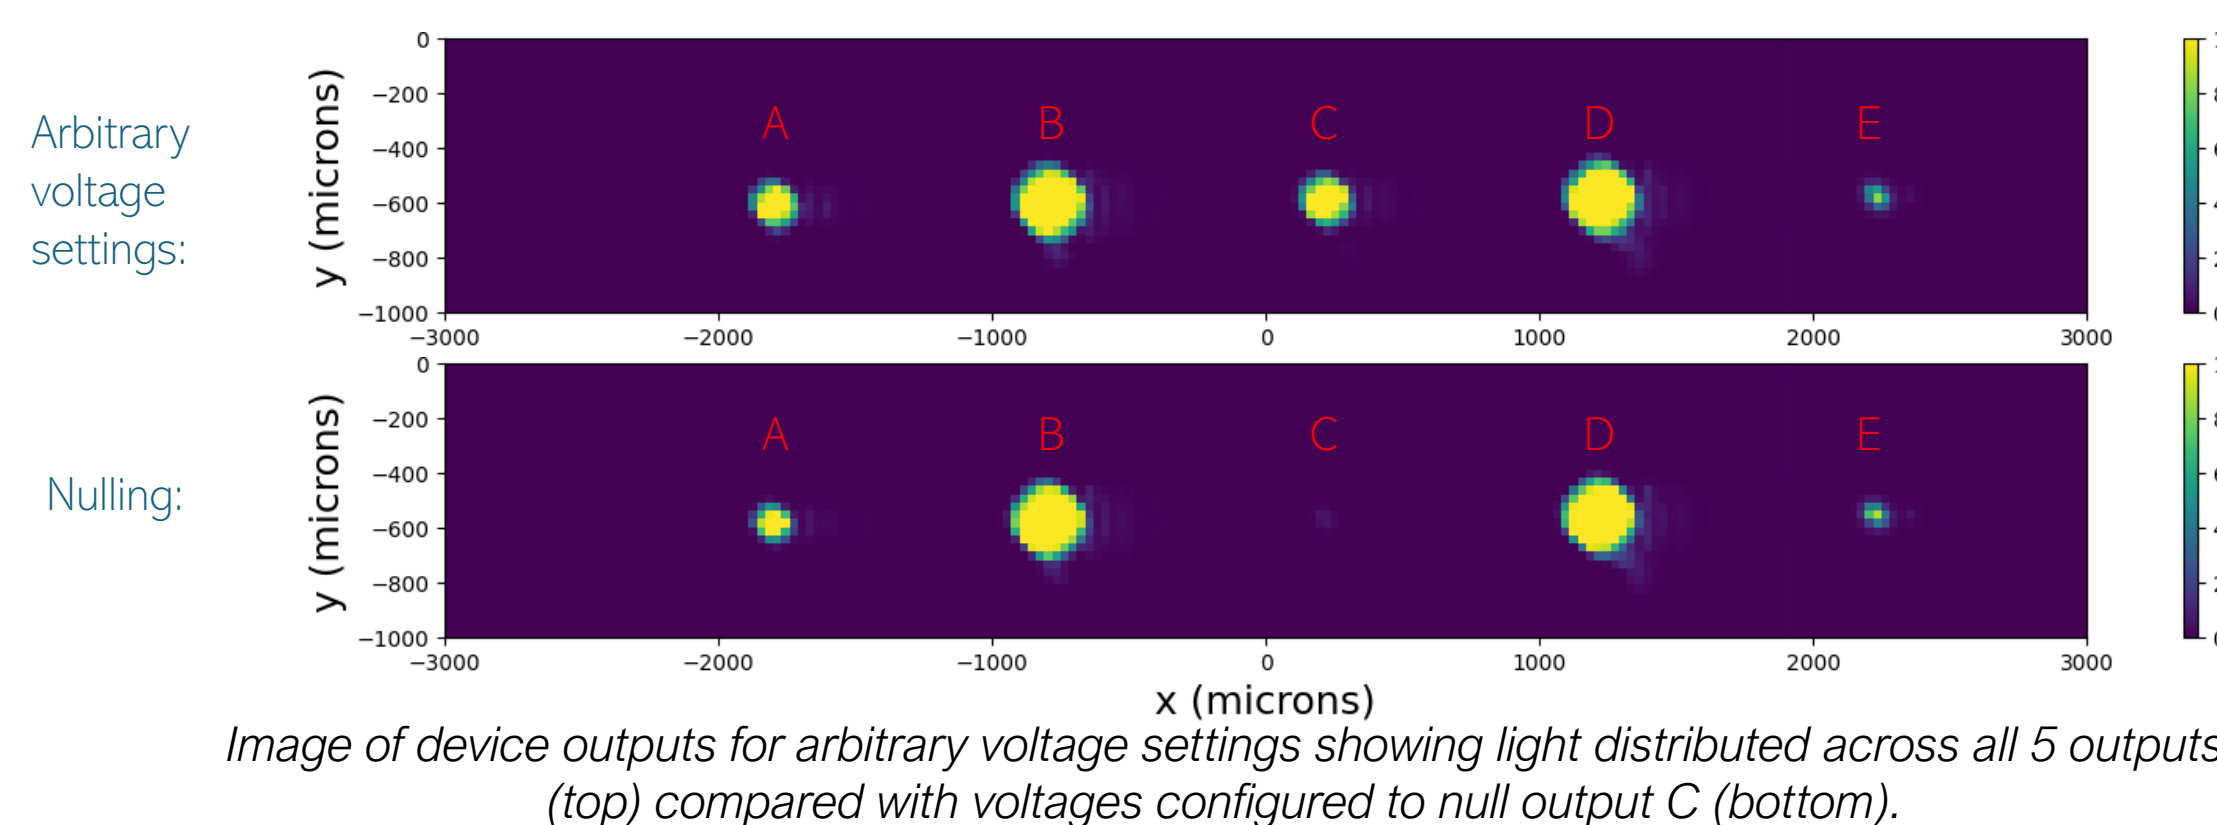 Arbitrary
voltage
settings:
y (microns)
0
−200
−400
−600
−800
−1000
A B C D E
−3000 −2000 −1000 0 1000 2000 3000
Nulling:
y (microns)
0
−200
−400
−600
−800
−1000
A B C D E
−3000 −2000 −1000 0 1000 2000 3000
x (microns)
Image of device outputs for arbitrary voltage settings showing light distributed across all 5 outputs
(top) compared with voltages configured to null output C (bottom).